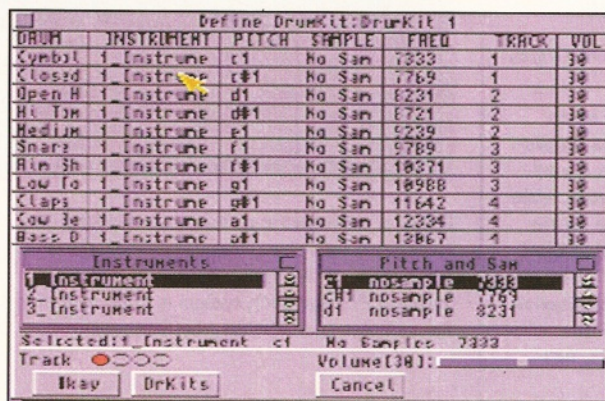 Define DrumKit:DrumKit 1
DRUM INSTRUMENT PITCH SAMPLE FREQ TRACK VOL
Cymbal 1_Instrume c1 No Sam 7333 1 30
Closed 1_Instrume c#1 No Sam 7769 1 30
Open H 1_Instrume d1 No Sam 8231 2 30
Hi Tom 1_Instrume d#1 No Sam 8721 2 30
Medium 1_Instrume e1 No Sam 9239 2 30
Snare 1_Instrume f1 No Sam 9789 3 30
Rim Sh 1_Instrume f#1 No Sam 10371 3 30
Low To 1_Instrume g1 No Sam 10988 3 30
Claps 1_Instrume g#1 No Sam 11642 4 30
Cow Be 1_Instrume a1 No Sam 12334 4 30
Bass D 1_Instrume a#1 No Sam 13067 4 30
Instruments
1_Instrument
2_Instrument
3_Instrument
Pitch and Sam
c1 nosample 7333
c#1 nosample 7769
d1 nosample 8231
Selected:1_Instrument c1 No Samples 7333
Track
Volume[30]:
Okay DrKits Cancel